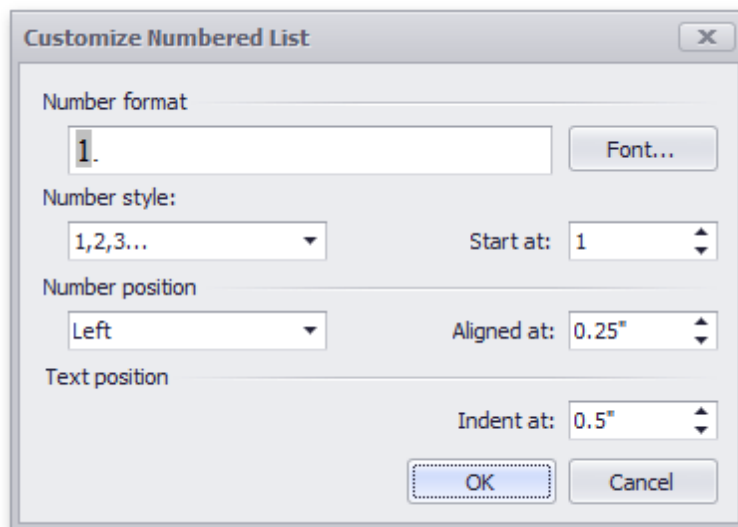 Customize Numbered List
Number format
1.
Font...
Number style:
1,2,3...
Start at: 1
Number position
Left
Aligned at: 0.25"
Text position
Indent at: 0.5"
OK
Cancel